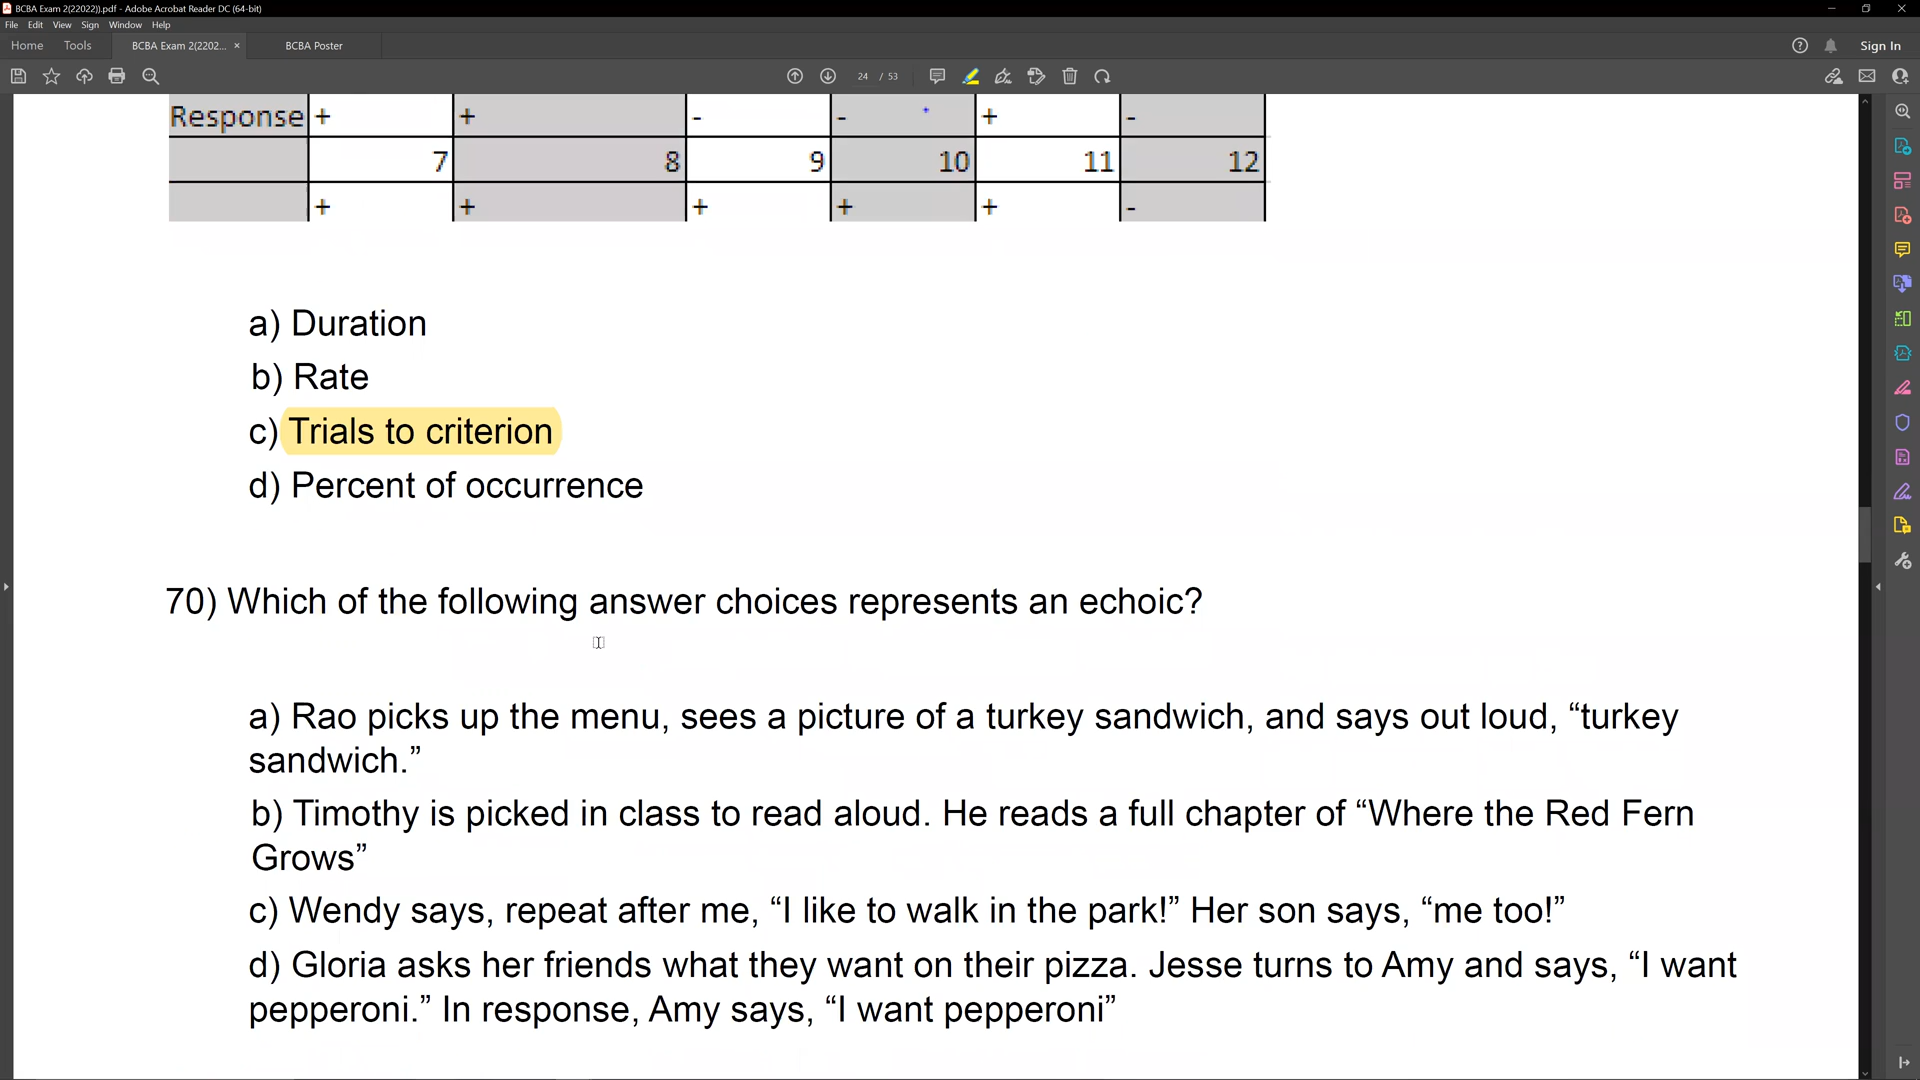 BCBA Exam 2(22022)).pdf - Adobe Acrobat Reader DC (64-bit)
File Edit View Sign Window Help
Home Tools BCBA Exam 2(2202... × BCBA Poster Sign In
24 / 53
Response + + - - + -
7 8 9 10 11 12
+ + + + + -
a) Duration
b) Rate
c) Trials to criterion
d) Percent of occurrence
70) Which of the following answer choices represents an echoic?
a) Rao picks up the menu, sees a picture of a turkey sandwich, and says out loud, “turkey
sandwich.”
b) Timothy is picked in class to read aloud. He reads a full chapter of “Where the Red Fern
Grows”
c) Wendy says, repeat after me, “I like to walk in the park!” Her son says, “me too!”
d) Gloria asks her friends what they want on their pizza. Jesse turns to Amy and says, “I want
pepperoni.” In response, Amy says, “I want pepperoni”